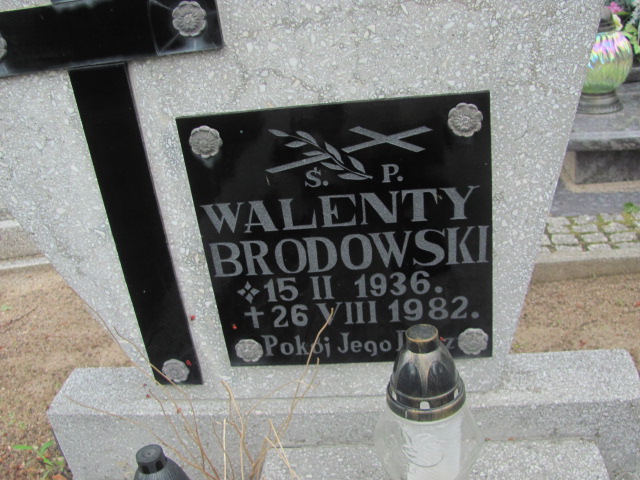 S. P.
WALENTY
BRODOWSKI
15 II 1936.
✝ 26 VIII 1982.
Pokój Jego